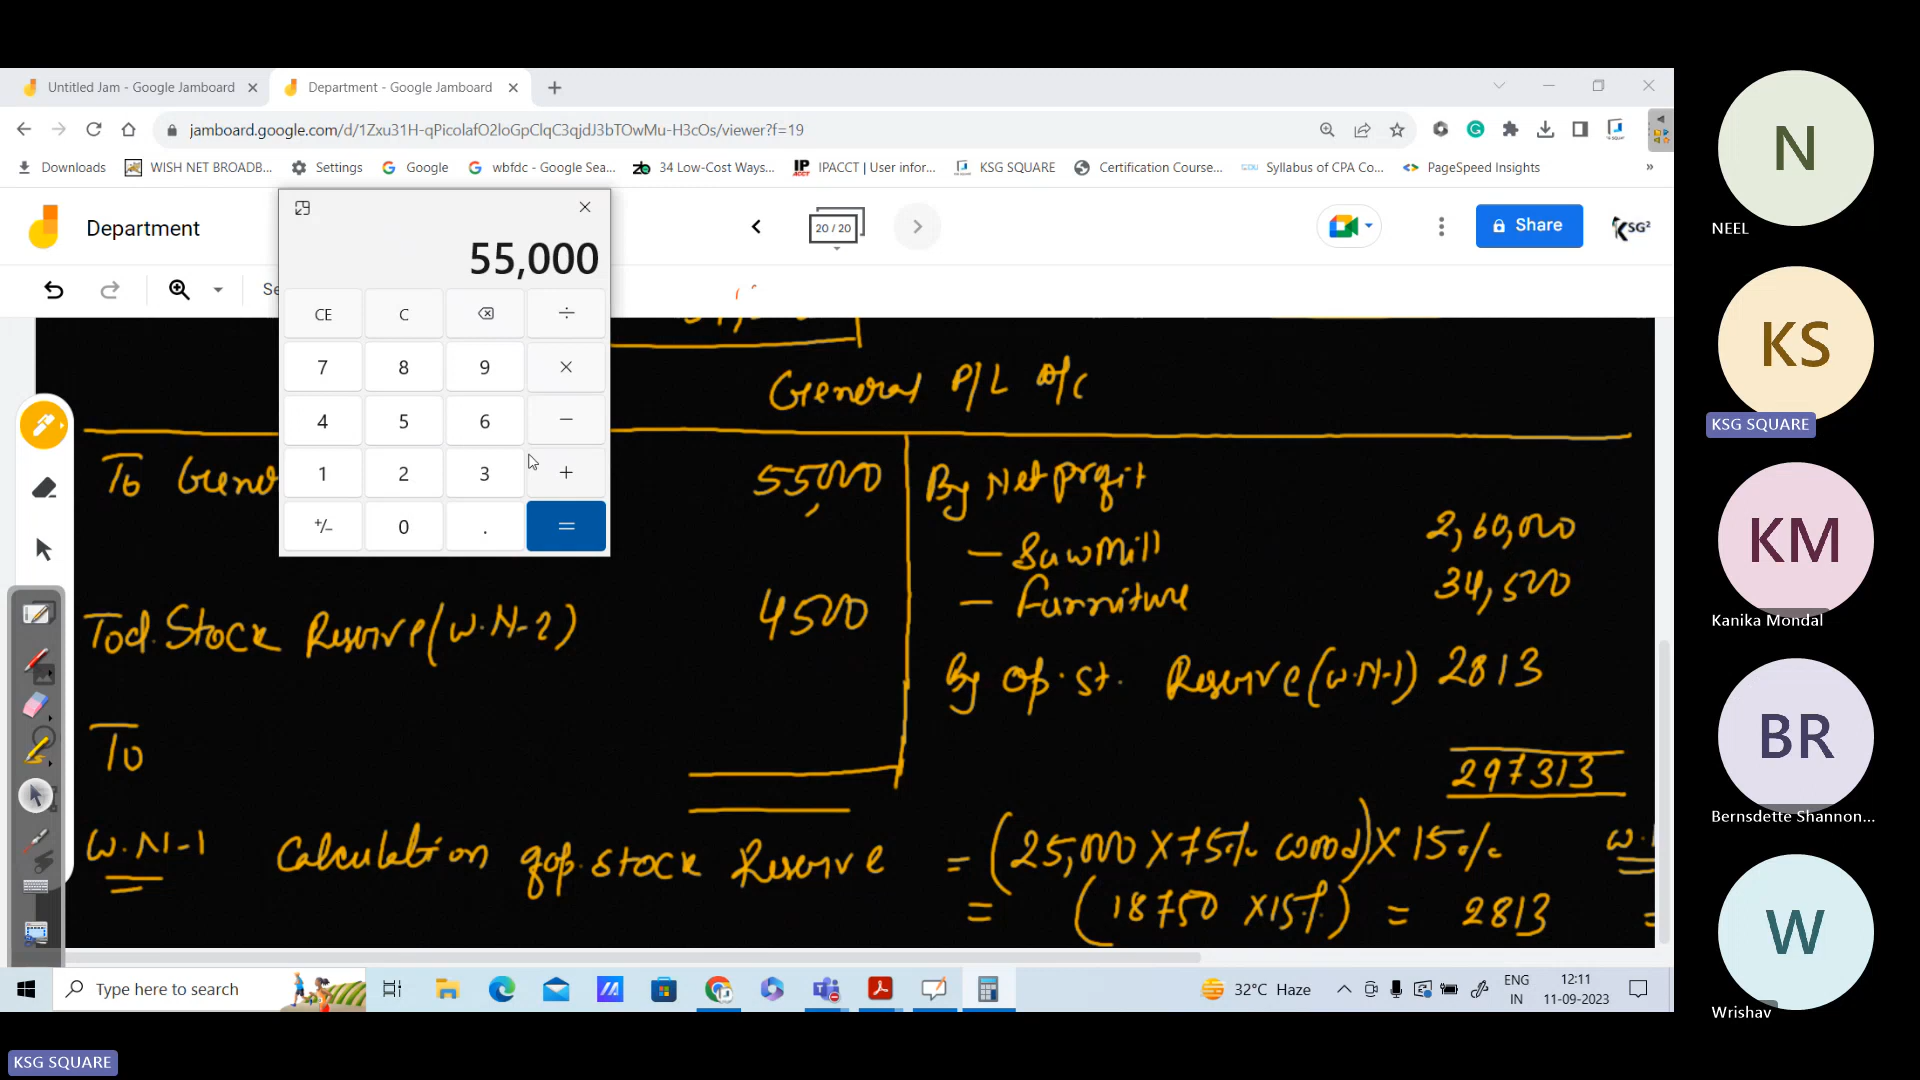 Untitled Jam - Google Jamboard
Department - Google Jamboard
jamboard.google.com/d/1Zxu31H-qPicolafO2loGpClqC3qjdJ3bTOwMu-H3cOs/viewer?f=19
Downloads
WISH NET BROADB...
Settings
Google
wbfdc - Google Sea...
34 Low-Cost Ways...
IPACCT | User infor...
KSG SQUARE
Certification Course...
Syllabus of CPA Co...
PageSpeed Insights
Department
20 / 20
Share
KSG²
55,000
CE C ÷
7 8 9 ×
4 5 6 −
1 2 3 +
+/− 0 . =
General P/L A/c
To Gene 55,000 By Net profit
— Sawmill 2,60,000
— Furniture 34,500
To cl. Stock Reserve (W.N-2) 4500
By op. st. Reserve (W.N-1) 2813
To
297313
W.N-1 Calculation of op. stock Reserve = (25,000 X 75% wood) X 15%
= (18750 X 15%) = 2813
Type here to search
32°C Haze
ENG
IN
12:11
11-09-2023
N
NEEL
KS
KSG SQUARE
KM
Kanika Mondal
BR
Bernsdette Shannon...
W
Wrishav
KSG SQUARE